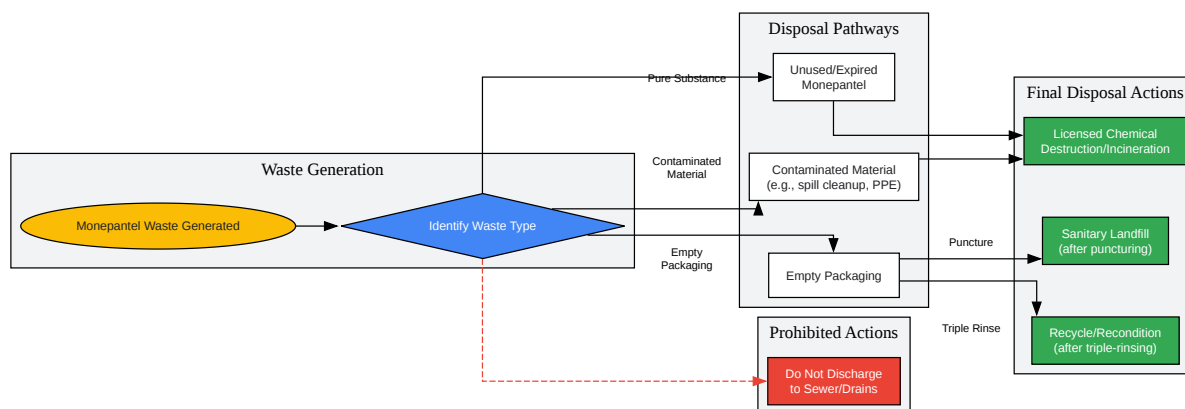 Waste Generation
Monepantel Waste Generated
Identify Waste Type
Pure Substance
Contaminated
Material
Empty
Packaging
Disposal Pathways
Unused/Expired
Monepantel
Contaminated Material
(e.g., spill cleanup, PPE)
Empty Packaging
Puncture
Triple Rinse
Prohibited Actions
Do Not Discharge
to Sewer/Drains
Final Disposal Actions
Licensed Chemical
Destruction/Incineration
Sanitary Landfill
(after puncturing)
Recycle/Recondition
(after triple-rinsing)